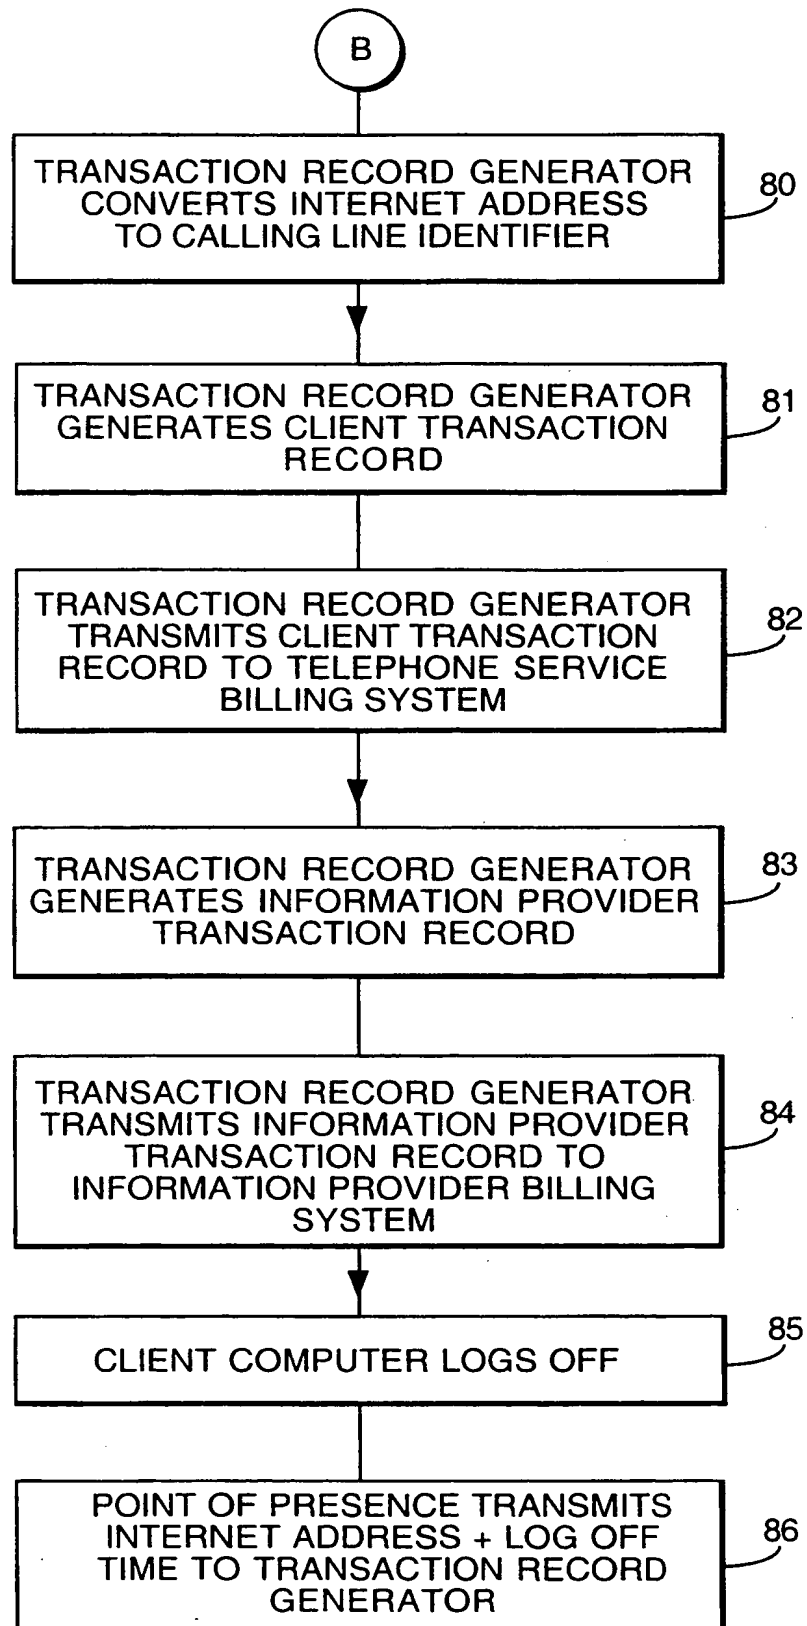 B
TRANSACTION RECORD GENERATOR
CONVERTS INTERNET ADDRESS
TO CALLING LINE IDENTIFIER
80
TRANSACTION RECORD GENERATOR
GENERATES CLIENT TRANSACTION
RECORD
81
TRANSACTION RECORD GENERATOR
TRANSMITS CLIENT TRANSACTION
RECORD TO TELEPHONE SERVICE
BILLING SYSTEM
82
TRANSACTION RECORD GENERATOR
GENERATES INFORMATION PROVIDER
TRANSACTION RECORD
83
TRANSACTION RECORD GENERATOR
TRANSMITS INFORMATION PROVIDER
TRANSACTION RECORD TO
INFORMATION PROVIDER BILLING
SYSTEM
84
CLIENT COMPUTER LOGS OFF
85
POINT OF PRESENCE TRANSMITS
INTERNET ADDRESS + LOG OFF
TIME TO TRANSACTION RECORD
GENERATOR
86